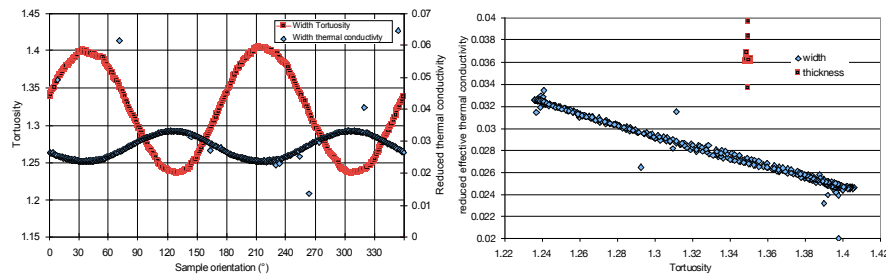 Width Tortuosity
Width thermal conductivty
1.45
1.4
1.35
1.3
1.25
1.2
1.15
Tortuosity
0 30 60 90 120 150 180 210 240 270 300 330
Sample orientation (°)
0.07
0.06
0.05
0.04
0.03
0.02
0.01
0
Reduced thermal conductivity
0.04
0.038
0.036
0.034
0.032
0.03
0.028
0.026
0.024
0.022
0.02
reduced effective thermal conductivity
width
thickness
1.22 1.24 1.26 1.28 1.3 1.32 1.34 1.36 1.38 1.4 1.42
Tortuosity